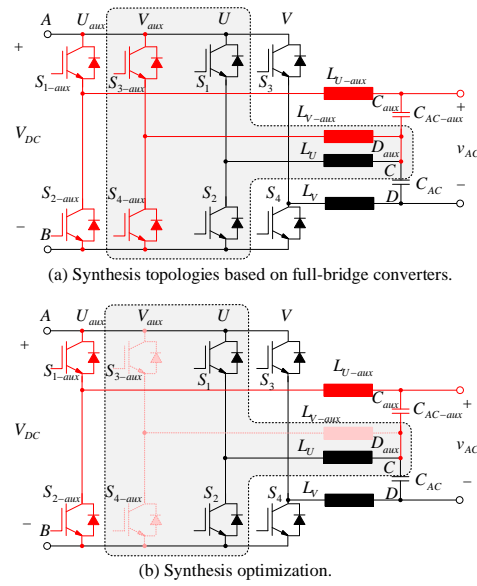 A U_aux V_aux U V
+
S_1-aux S_3-aux S_1 S_3
L_U-aux
L_V-aux C_aux C_AC-aux +
V_DC D_aux v_AC
L_U C C_AC
S_2-aux S_4-aux S_2 S_4 L_V D −
− B
(a) Synthesis topologies based on full-bridge converters.
A U_aux V_aux U V
+
S_1-aux S_3-aux S_1 S_3
L_U-aux
C_aux C_AC-aux +
L_V-aux
V_DC D_aux v_AC
L_U C C_AC
S_2-aux S_4-aux S_2 S_4 L_V D −
− B
(b) Synthesis optimization.